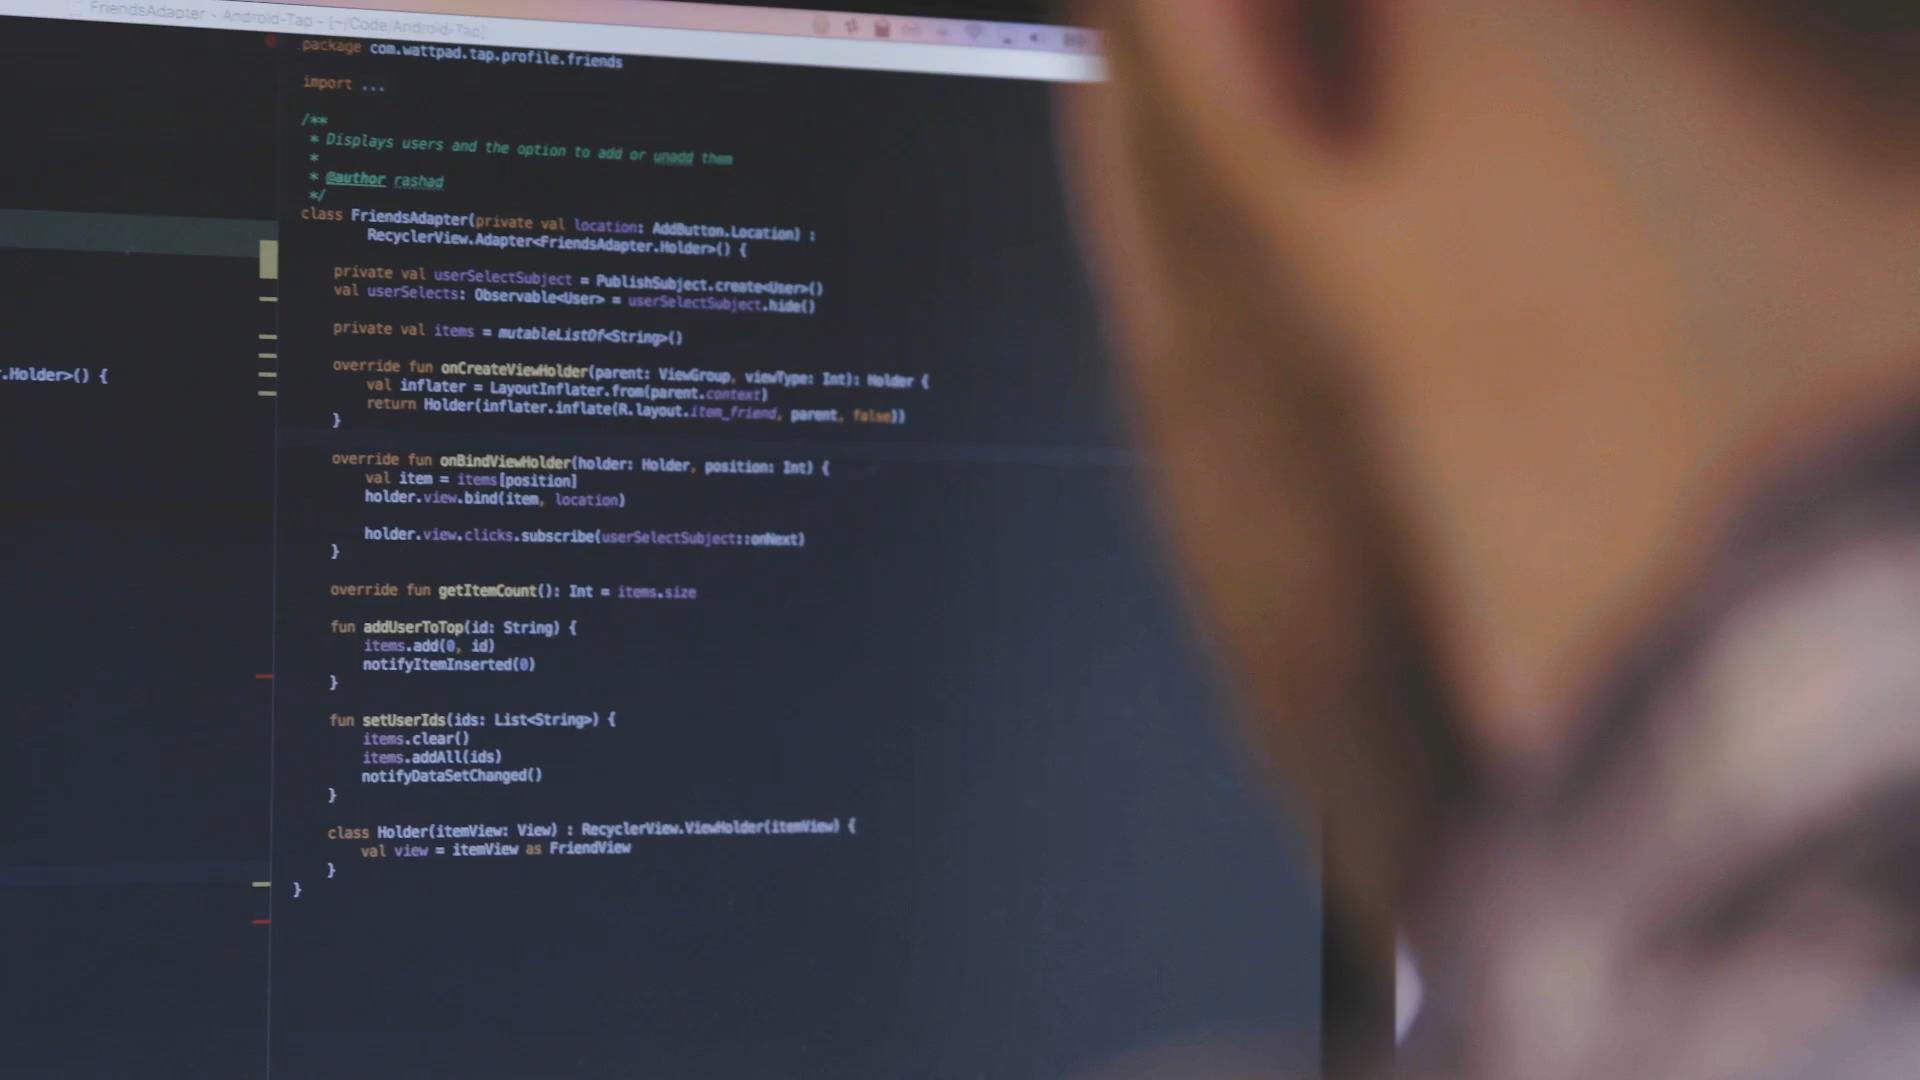 FriendsAdapter - Android-Tap - [~/Code/Android-Tap]
package com.wattpad.tap.profile.friends
import ...
/**
* Displays users and the option to add or unadd them
*
* @author rashad
*/
class FriendsAdapter(private val location: AddButton.Location) :
RecyclerView.Adapter<FriendsAdapter.Holder>() {
private val userSelectSubject = PublishSubject.create<User>()
val userSelects: Observable<User> = userSelectSubject.hide()
private val items = mutableListOf<String>()
override fun onCreateViewHolder(parent: ViewGroup, viewType: Int): Holder {
val inflater = LayoutInflater.from(parent.context)
return Holder(inflater.inflate(R.layout.item_friend, parent, false))
}
override fun onBindViewHolder(holder: Holder, position: Int) {
val item = items[position]
holder.view.bind(item, location)
holder.view.clicks.subscribe(userSelectSubject::onNext)
}
override fun getItemCount(): Int = items.size
fun addUserToTop(id: String) {
items.add(0, id)
notifyItemInserted(0)
}
fun setUserIds(ids: List<String>) {
items.clear()
items.addAll(ids)
notifyDataSetChanged()
}
class Holder(itemView: View) : RecyclerView.ViewHolder(itemView) {
val view = itemView as FriendView
}
}
.Holder>() {